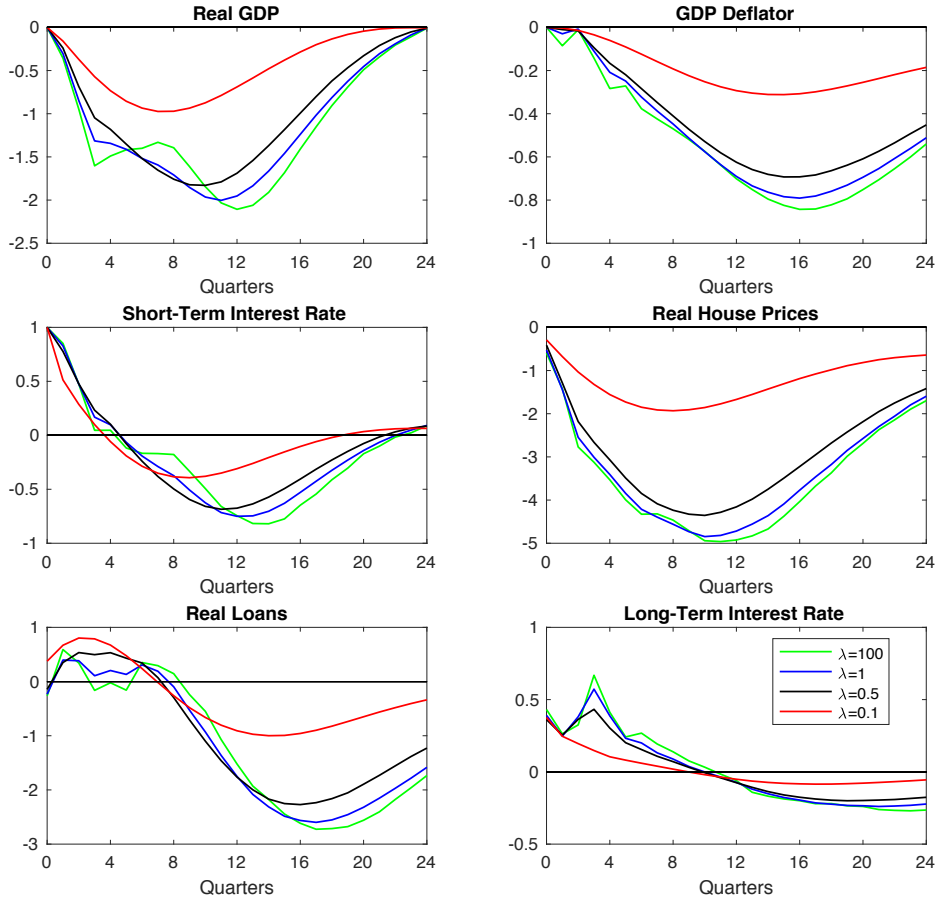 Real GDP
0
-0.5
-1
-1.5
-2
-2.5
0 4 8 12 16 20 24
Quarters
GDP Deflator
0
-0.2
-0.4
-0.6
-0.8
-1
0 4 8 12 16 20 24
Quarters
Short-Term Interest Rate
1
0.5
0
-0.5
-1
0 4 8 12 16 20 24
Quarters
Real House Prices
0
-1
-2
-3
-4
-5
0 4 8 12 16 20 24
Quarters
Real Loans
1
0
-1
-2
-3
0 4 8 12 16 20 24
Quarters
Long-Term Interest Rate
1
0.5
0
-0.5
0 4 8 12 16 20 24
Quarters
λ=100
λ=1
λ=0.5
λ=0.1